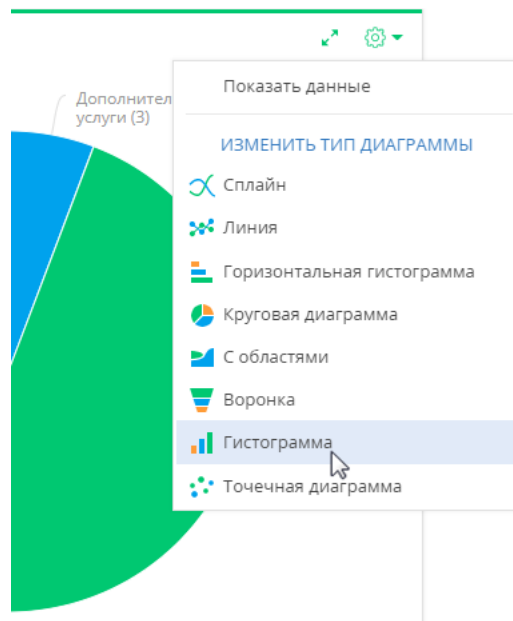 Показать данные
Дополнител
услуги (3)
ИЗМЕНИТЬ ТИП ДИАГРАММЫ
Сплайн
Линия
Горизонтальная гистограмма
Круговая диаграмма
С областями
Воронка
Гистограмма
Точечная диаграмма